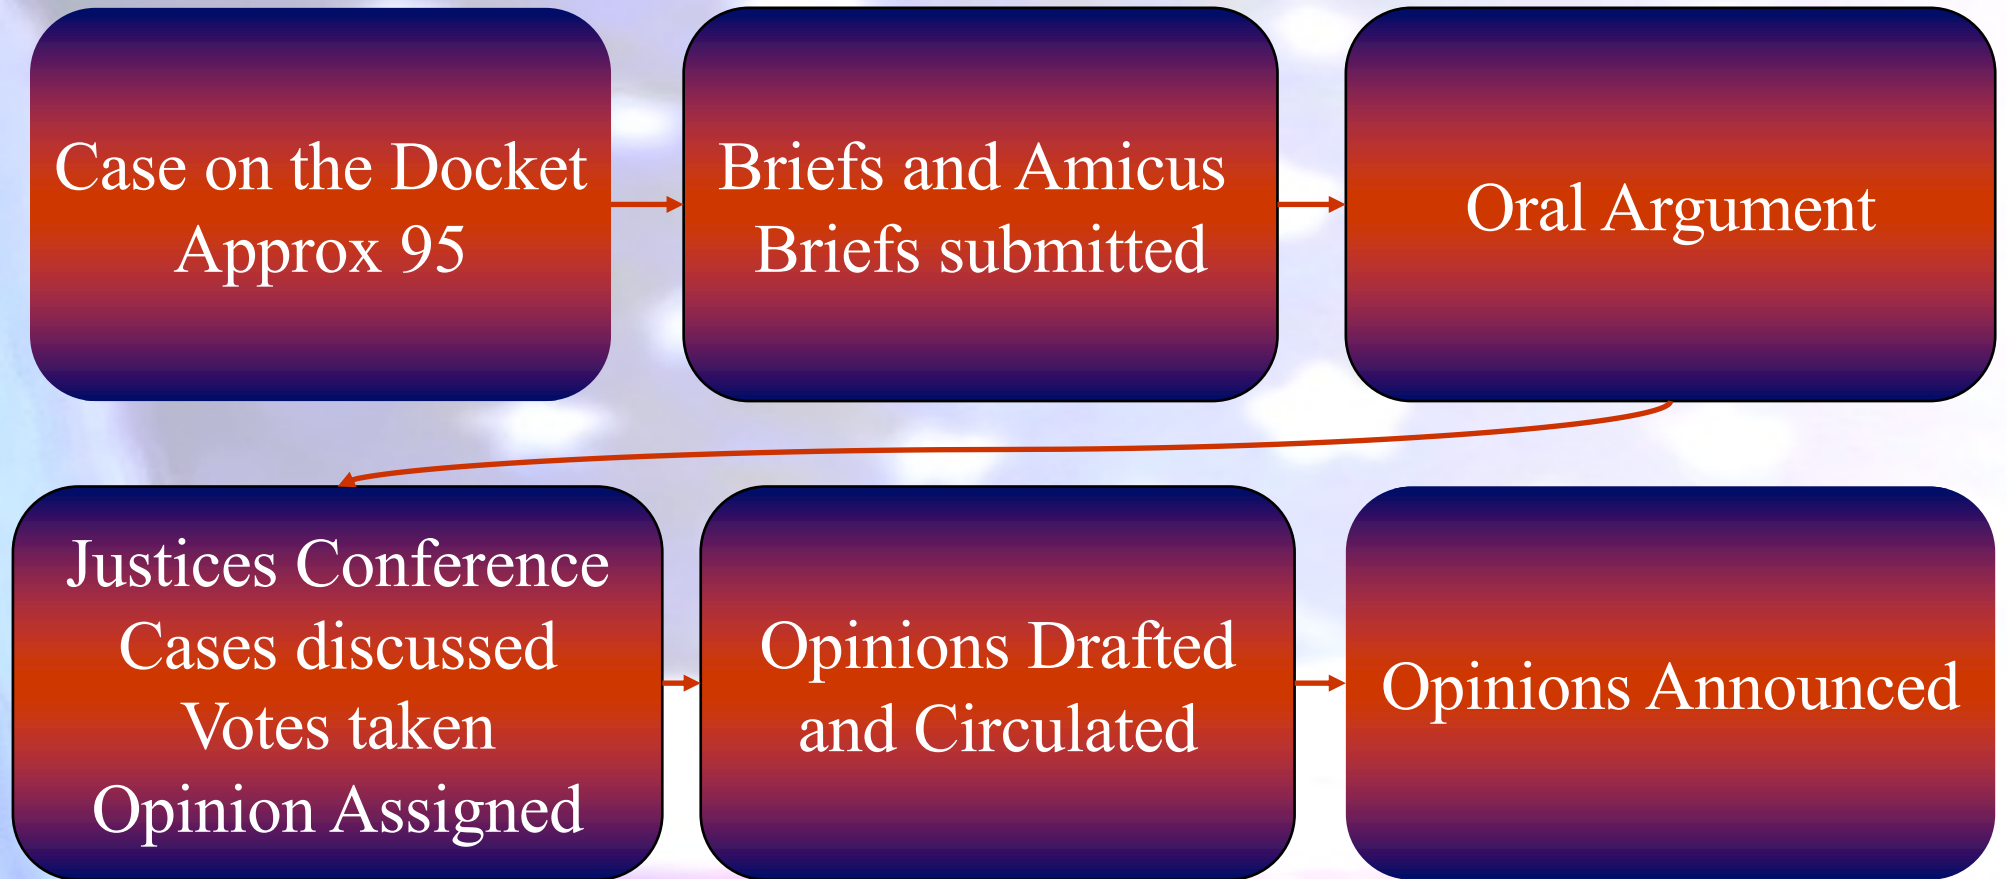 Case on the Docket
Approx 95
Briefs and Amicus
Briefs submitted
Oral Argument
Justices Conference
Cases discussed
Votes taken
Opinion Assigned
Opinions Drafted
and Circulated
Opinions Announced